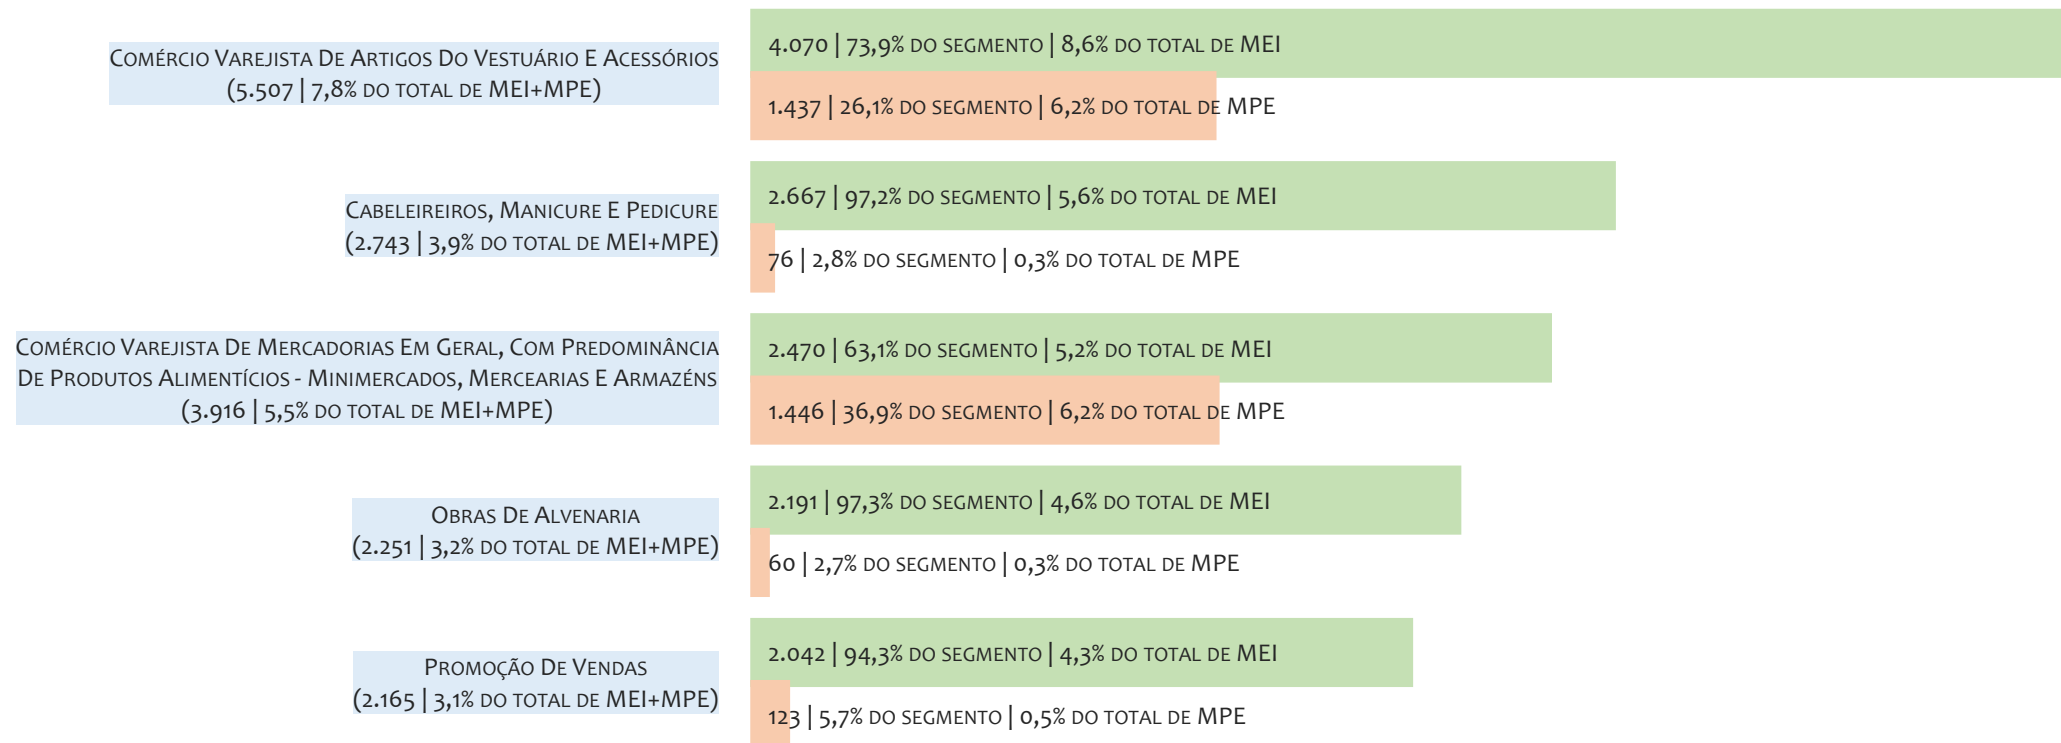 Comércio Varejista De Artigos Do Vestuário E Acessórios
(5.507 | 7,8% do total de MEI+MPE)
4.070 | 73,9% do segmento | 8,6% do total de MEI
1.437 | 26,1% do segmento | 6,2% do total de MPE
Cabeleireiros, Manicure E Pedicure
(2.743 | 3,9% do total de MEI+MPE)
2.667 | 97,2% do segmento | 5,6% do total de MEI
76 | 2,8% do segmento | 0,3% do total de MPE
Comércio Varejista De Mercadorias Em Geral, Com Predominância
De Produtos Alimentícios - Minimercados, Mercearias E Armazéns
(3.916 | 5,5% do total de MEI+MPE)
2.470 | 63,1% do segmento | 5,2% do total de MEI
1.446 | 36,9% do segmento | 6,2% do total de MPE
Obras De Alvenaria
(2.251 | 3,2% do total de MEI+MPE)
2.191 | 97,3% do segmento | 4,6% do total de MEI
60 | 2,7% do segmento | 0,3% do total de MPE
Promoção De Vendas
(2.165 | 3,1% do total de MEI+MPE)
2.042 | 94,3% do segmento | 4,3% do total de MEI
123 | 5,7% do segmento | 0,5% do total de MPE